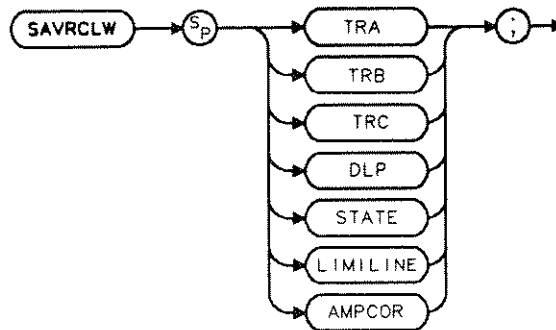 SAVRCLW SP TRA ;
TRB
TRC
DLP
STATE
LIMILINE
AMPCOR